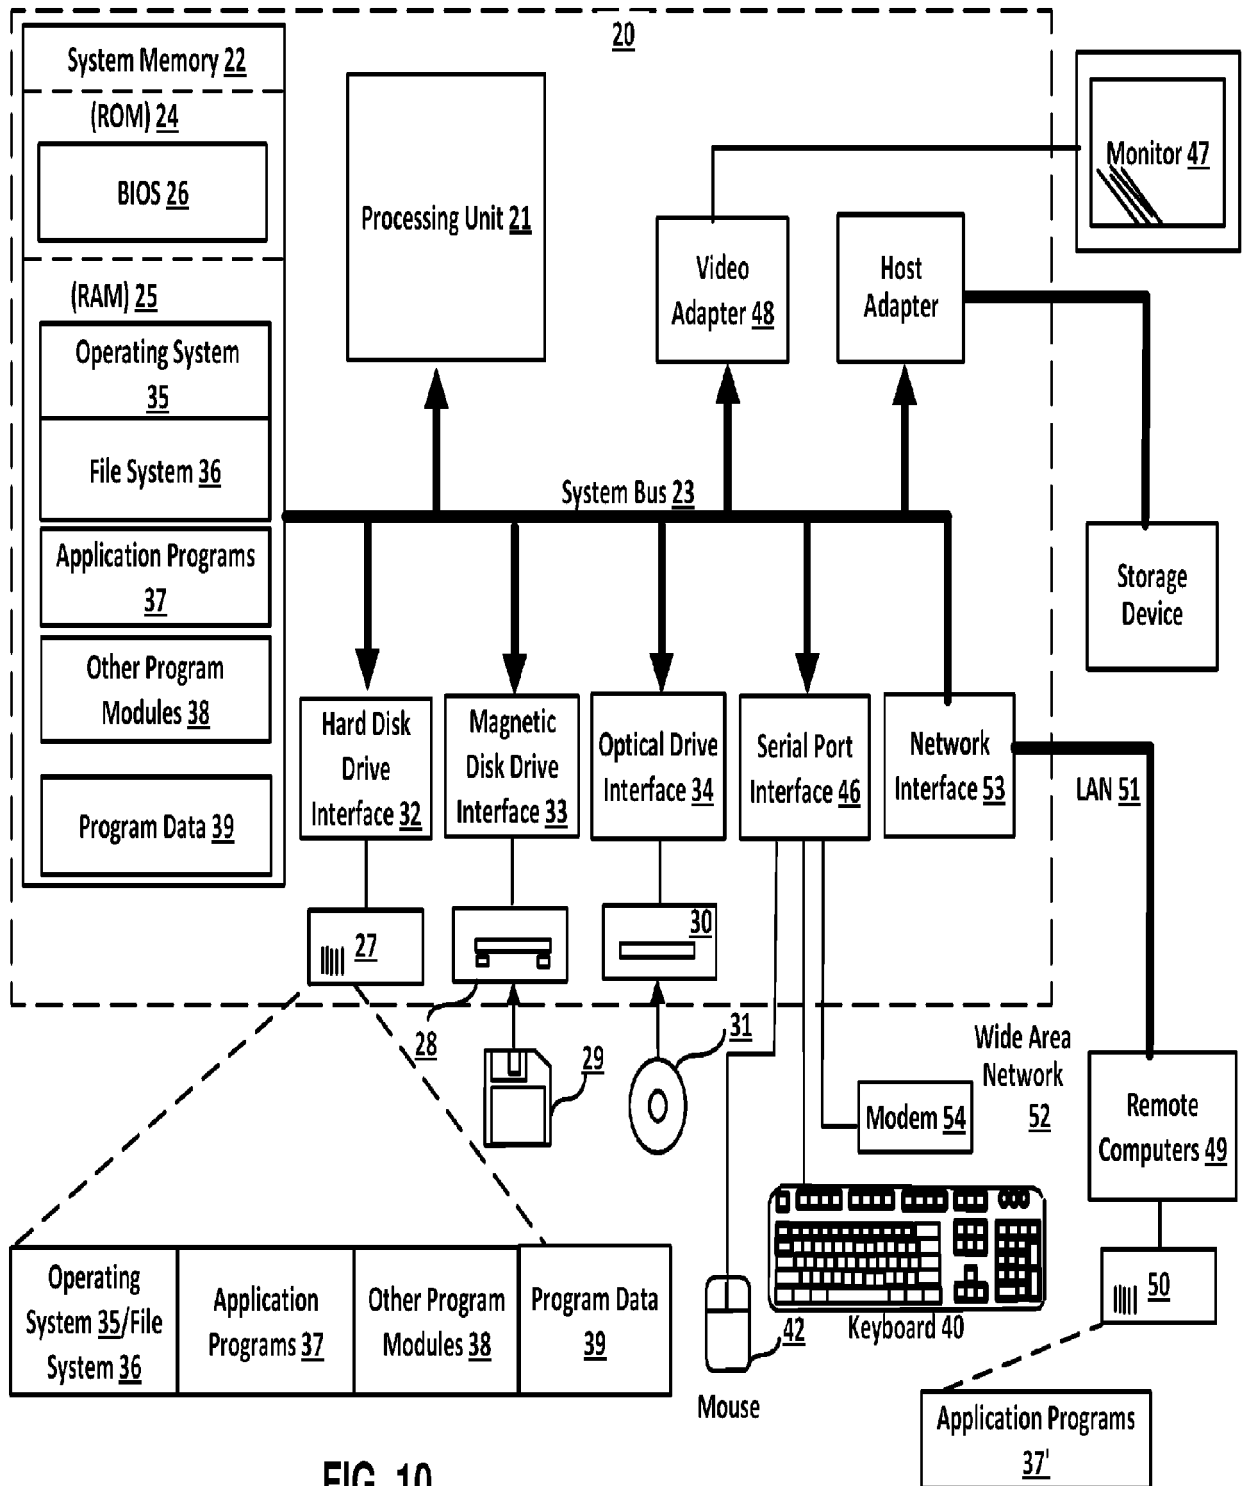 20
System Memory 22
(ROM) 24
BIOS 26
(RAM) 25
Operating System
35
File System 36
Application Programs
37
Other Program
Modules 38
Program Data 39
Processing Unit 21
Video
Adapter 48
Host
Adapter
Monitor 47
System Bus 23
Storage
Device
Hard Disk
Drive
Interface 32
Magnetic
Disk Drive
Interface 33
Optical Drive
Interface 34
Serial Port
Interface 46
Network
Interface 53
LAN 51
27
30
28
29
31
Wide Area
Network
52
Modem 54
Remote
Computers 49
50
Operating
System 35/File
System 36
Application
Programs 37
Other Program
Modules 38
Program Data
39
42
Mouse
Keyboard 40
Application Programs
37'
FIG. 10